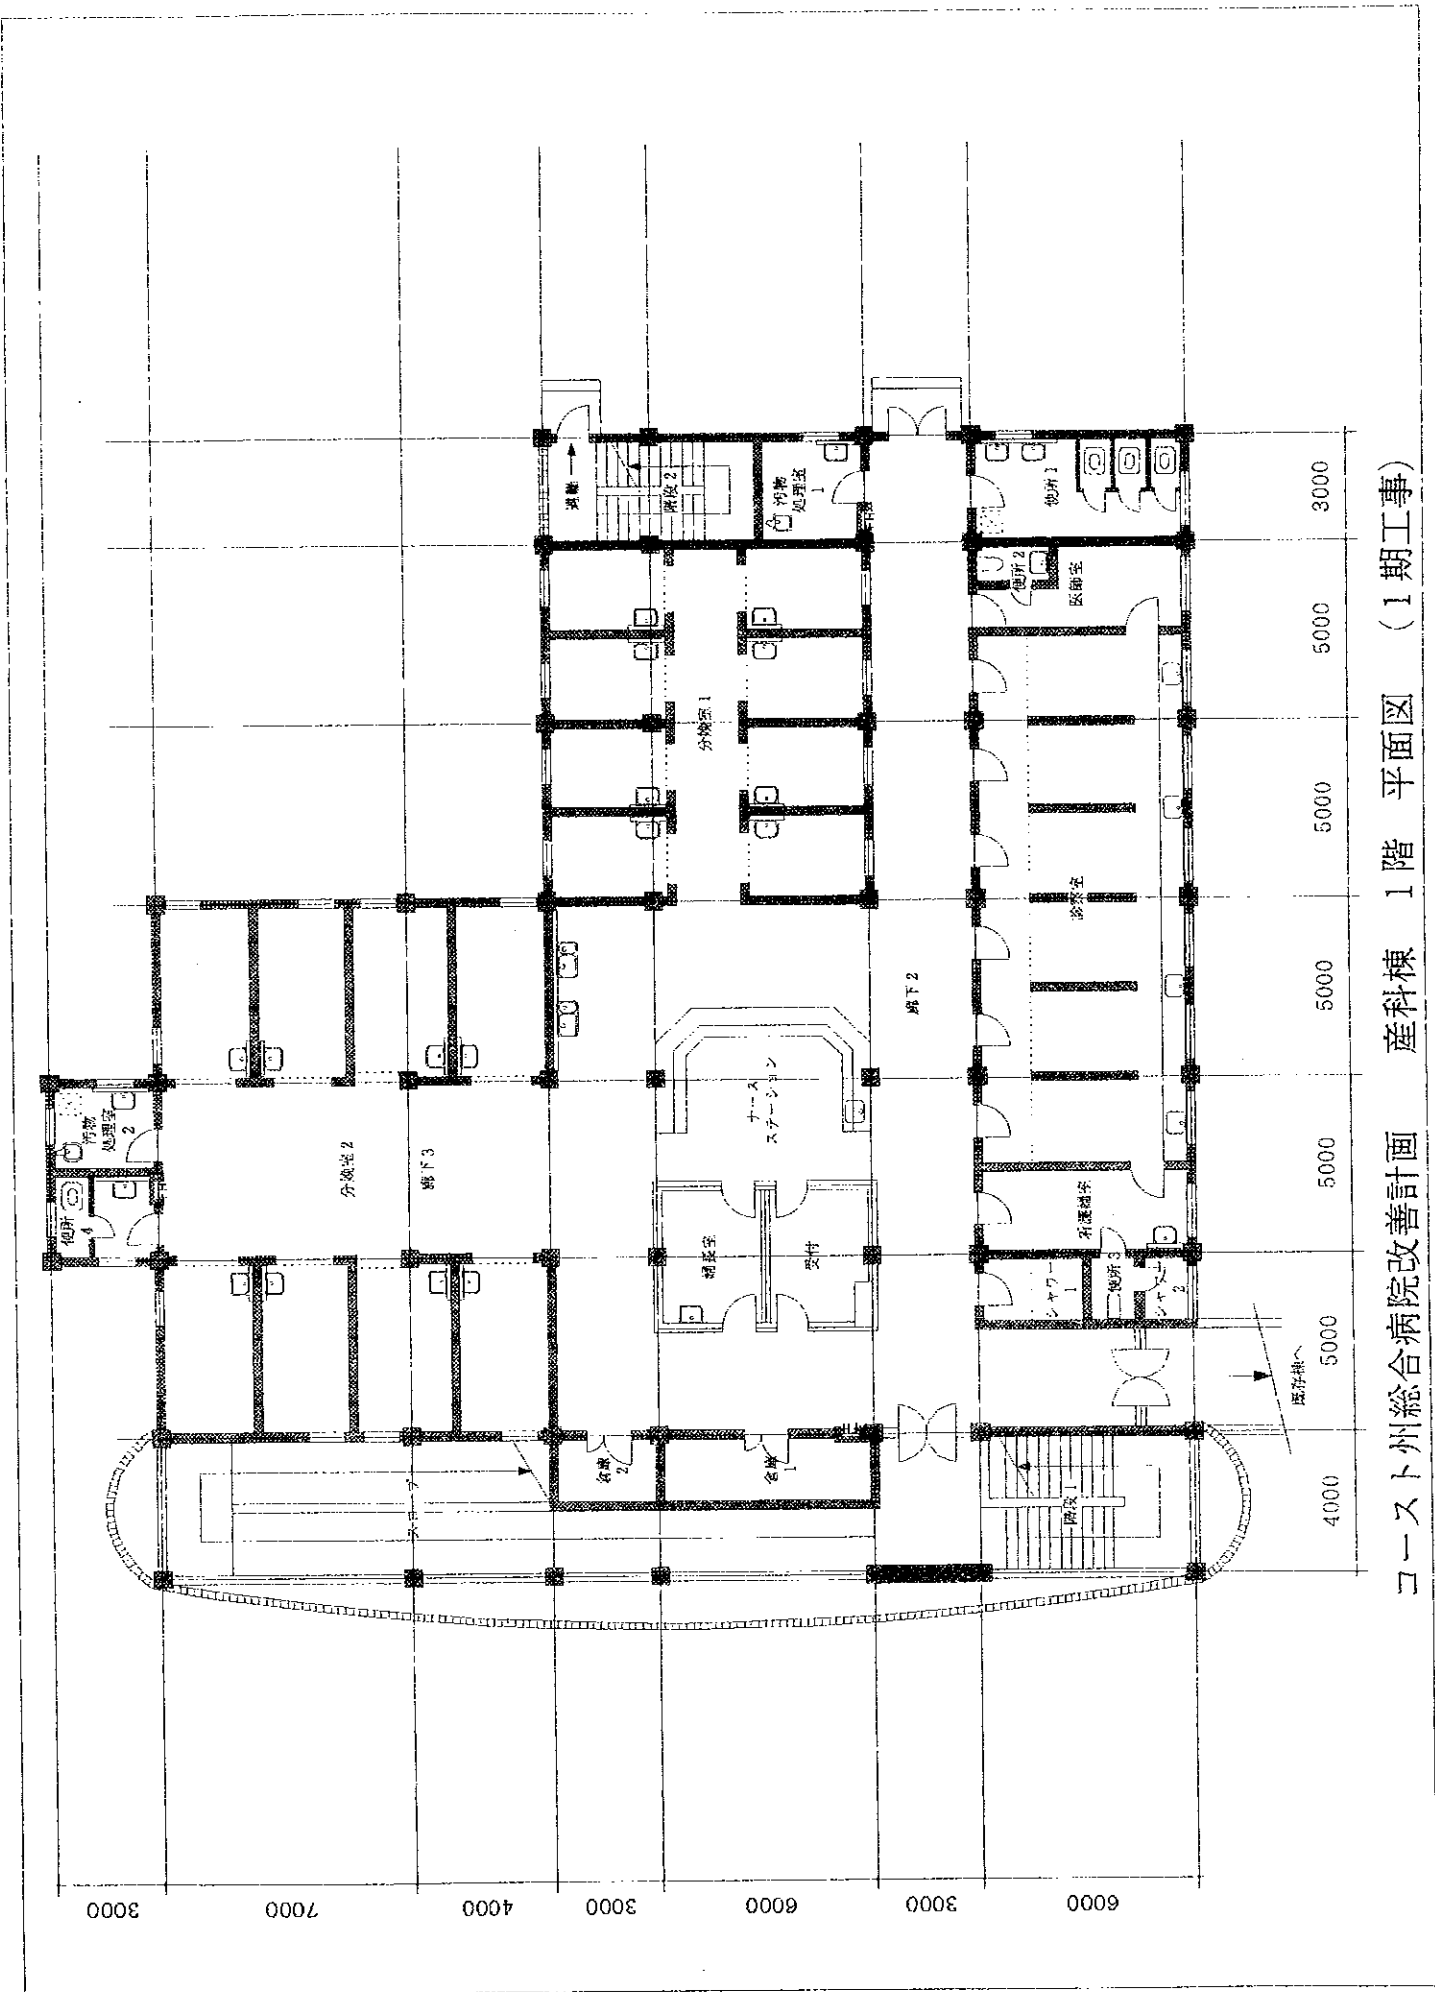 コースト州総合病院改善計画　産科棟　1階　平面図　（1期工事）
便所
4
汚物
処理室
2
分娩室 2
廊下 3
スロープ
倉庫
2
倉庫
1
婦長室
受付
ナース
ステーション
分娩室 1
階段 2
汚物
処理室
1
廊下 2
階段 1
シャワー
1
便所 3
シャワー
2
看護婦室
診察室
医師室
便所 2
便所 1
既存棟へ
4000
5000
5000
5000
5000
5000
3000
3000
7000
4000
3000
6000
3000
6000